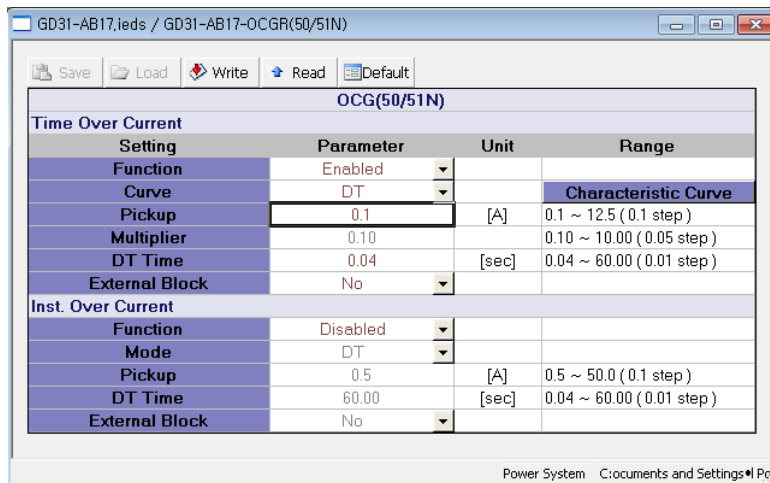 GD31-AB17.ieds / GD31-AB17-OCGR(50/51N)
Save Load Write Read Default
OCG(50/51N)
Time Over Current
Setting Parameter Unit Range
Function Enabled
Curve DT Characteristic Curve
Pickup 0.1 [A] 0.1 ~ 12.5 ( 0.1 step )
Multiplier 0.10 0.10 ~ 10.00 ( 0.05 step )
DT Time 0.04 [sec] 0.04 ~ 60.00 ( 0.01 step )
External Block No
Inst. Over Current
Function Disabled
Mode DT
Pickup 0.5 [A] 0.5 ~ 50.0 ( 0.1 step )
DT Time 60.00 [sec] 0.04 ~ 60.00 ( 0.01 step )
External Block No
Power System C:ocuments and Settings